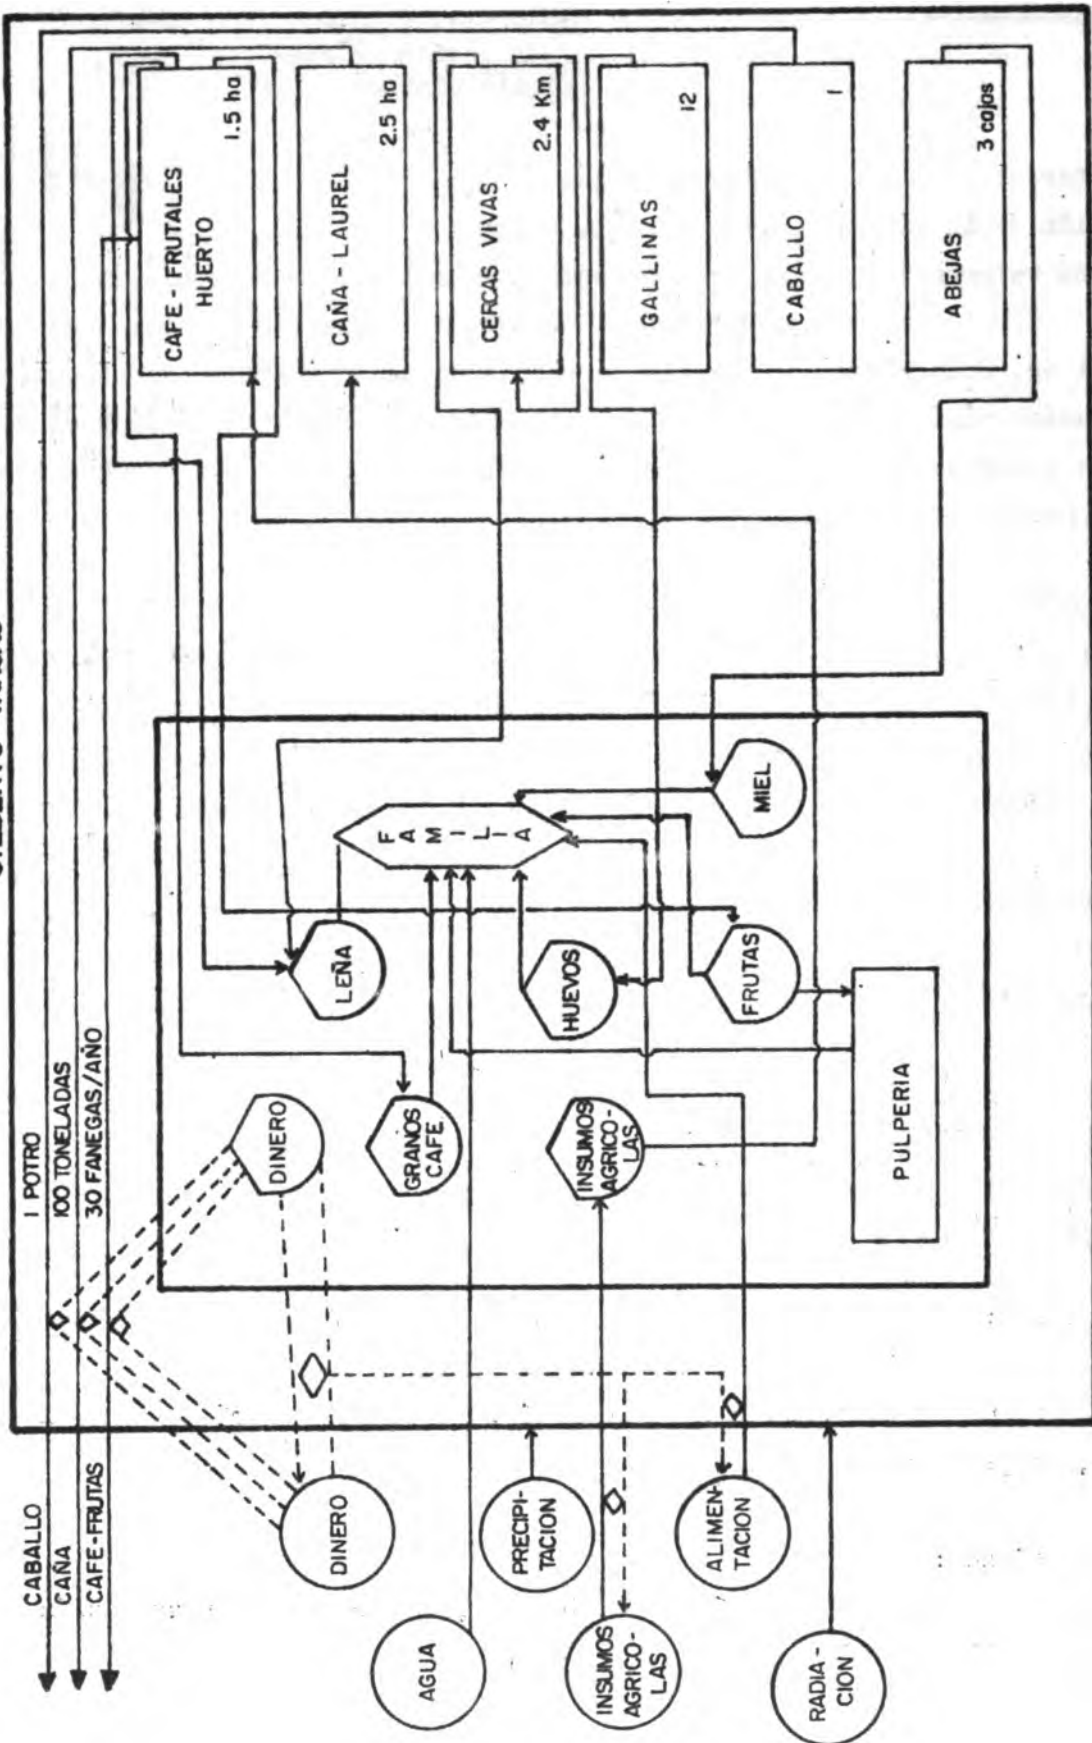 CABALLO
1 POTRO
CAÑA
100 TONELADAS
CAFE-FRUTAS
30 FANEGAS/AÑO
CAFE - FRUTALES
HUERTO
1.5 ha
CAÑA - LAUREL
2.5 ha
CERCAS VIVAS
2.4 Km
GALLINAS
12
CABALLO
1
ABEJAS
3 cajas
DINERO
LEÑA
GRANOS
CAFE
FAMILIA
HUEVOS
INSUMOS
AGRICO-
LAS
FRUTAS
MIEL
PULPERIA
DINERO
AGUA
PRECIPI-
TACION
INSUMOS
AGRICO-
LAS
ALIMEN-
TACION
RADIA-
CION